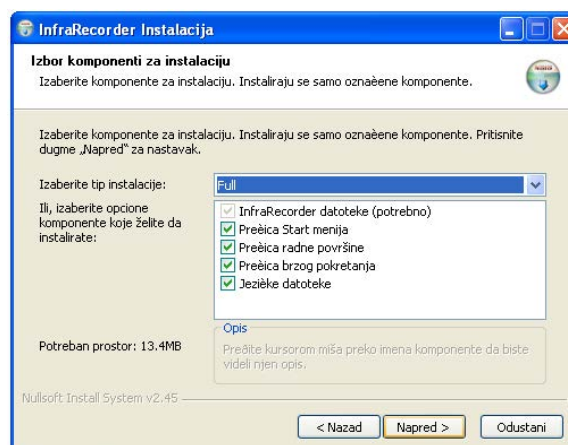 InfraRecorder Instalacija
Izbor komponenti za instalaciju
Izaberite komponente za instalaciju. Instaliraju se samo oznaèene komponente.
Izaberite komponente za instalaciju. Instaliraju se samo oznaèene komponente. Pritisnite
dugme „Napred“ za nastavak.
Izaberite tip instalacije:
Full
Ili, izaberite opcione
komponente koje želite da
instalirate:
InfraRecorder datoteke (potrebno)
Preèica Start menija
Preèica radne površine
Preèica brzog pokretanja
Jezièke datoteke
Potreban prostor: 13.4MB
Opis
Preðite kursorom miša preko imena komponente da biste
videli njen opis.
Nullsoft Install System v2.45
< Nazad
Napred >
Odustani